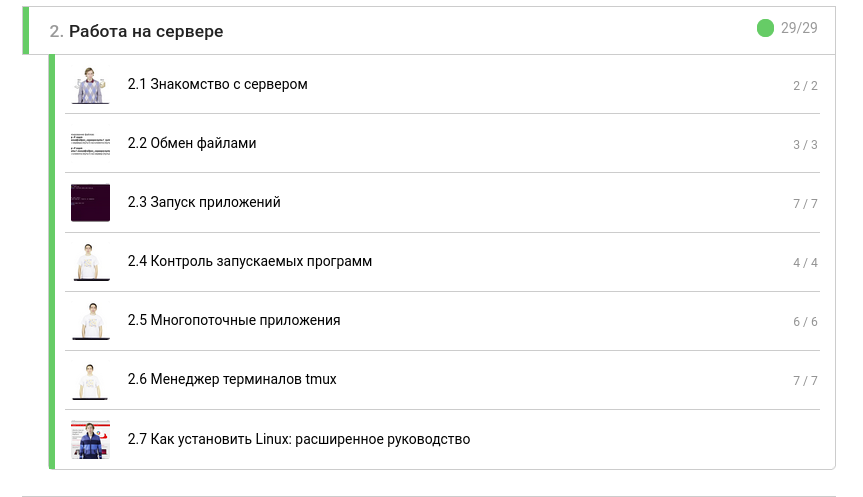 2. Работа на сервере
29/29
2.1 Знакомство с сервером
2 / 2
2.2 Обмен файлами
3 / 3
2.3 Запуск приложений
7 / 7
2.4 Контроль запускаемых программ
4 / 4
2.5 Многопоточные приложения
6 / 6
2.6 Менеджер терминалов tmux
7 / 7
2.7 Как установить Linux: расширенное руководство